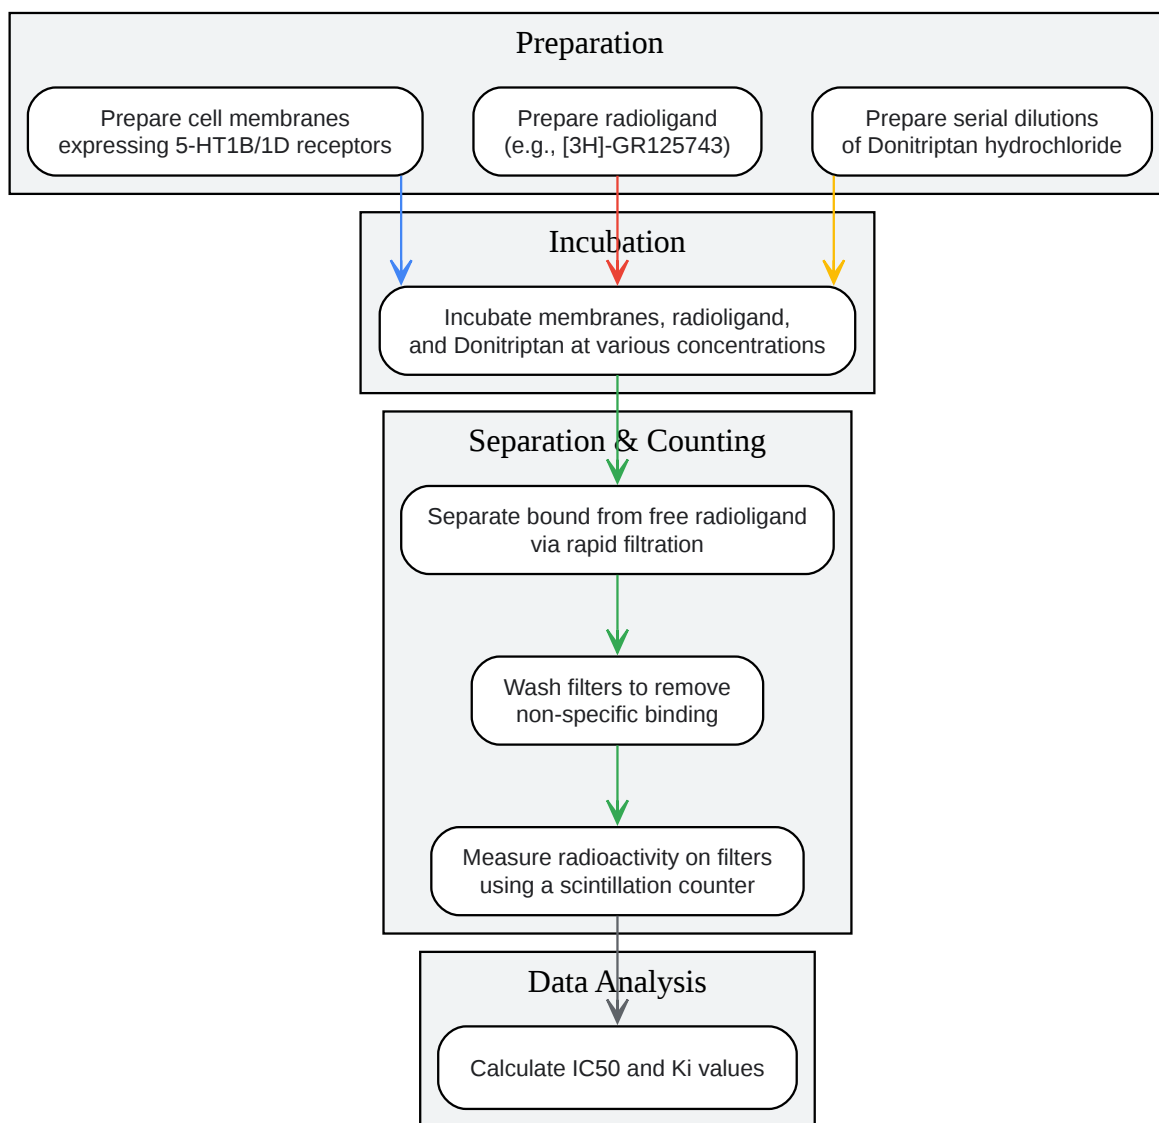 Preparation
Prepare cell membranes
expressing 5-HT1B/1D receptors
Prepare radioligand
(e.g., [3H]-GR125743)
Prepare serial dilutions
of Donitriptan hydrochloride
Incubation
Incubate membranes, radioligand,
and Donitriptan at various concentrations
Separation & Counting
Separate bound from free radioligand
via rapid filtration
Wash filters to remove
non-specific binding
Measure radioactivity on filters
using a scintillation counter
Data Analysis
Calculate IC50 and Ki values